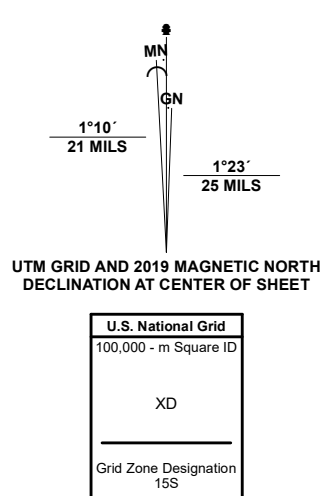 MN
GN
1°10´
21 MILS
1°23´
25 MILS
UTM GRID AND 2019 MAGNETIC NORTH
DECLINATION AT CENTER OF SHEET
U.S. National Grid
100,000 - m Square ID
XD
Grid Zone Designation
15S